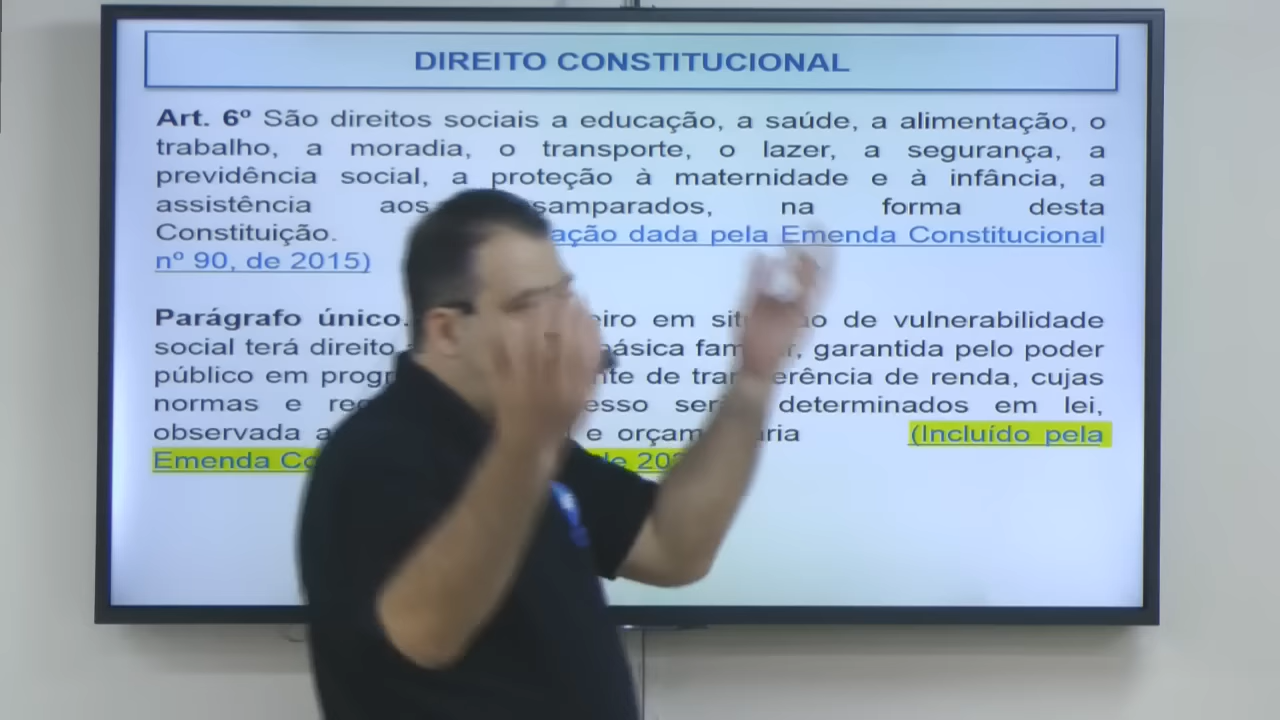 DIREITO CONSTITUCIONAL
Art. 6º São direitos sociais a educação, a saúde, a alimentação, o
trabalho, a moradia, o transporte, o lazer, a segurança, a
previdência social, a proteção à maternidade e à infância, a
assistência aos samparados, na forma desta
Constituição. ação dada pela Emenda Constitucional
nº 90, de 2015)
Parágrafo único. eiro em sit o de vulnerabilidade
social terá direito básica fam r, garantida pelo poder
público em progr nte de tran erência de renda, cujas
normas e re esso ser determinados em lei,
observada a e orçam ria (Incluído pela
Emenda Co de 202